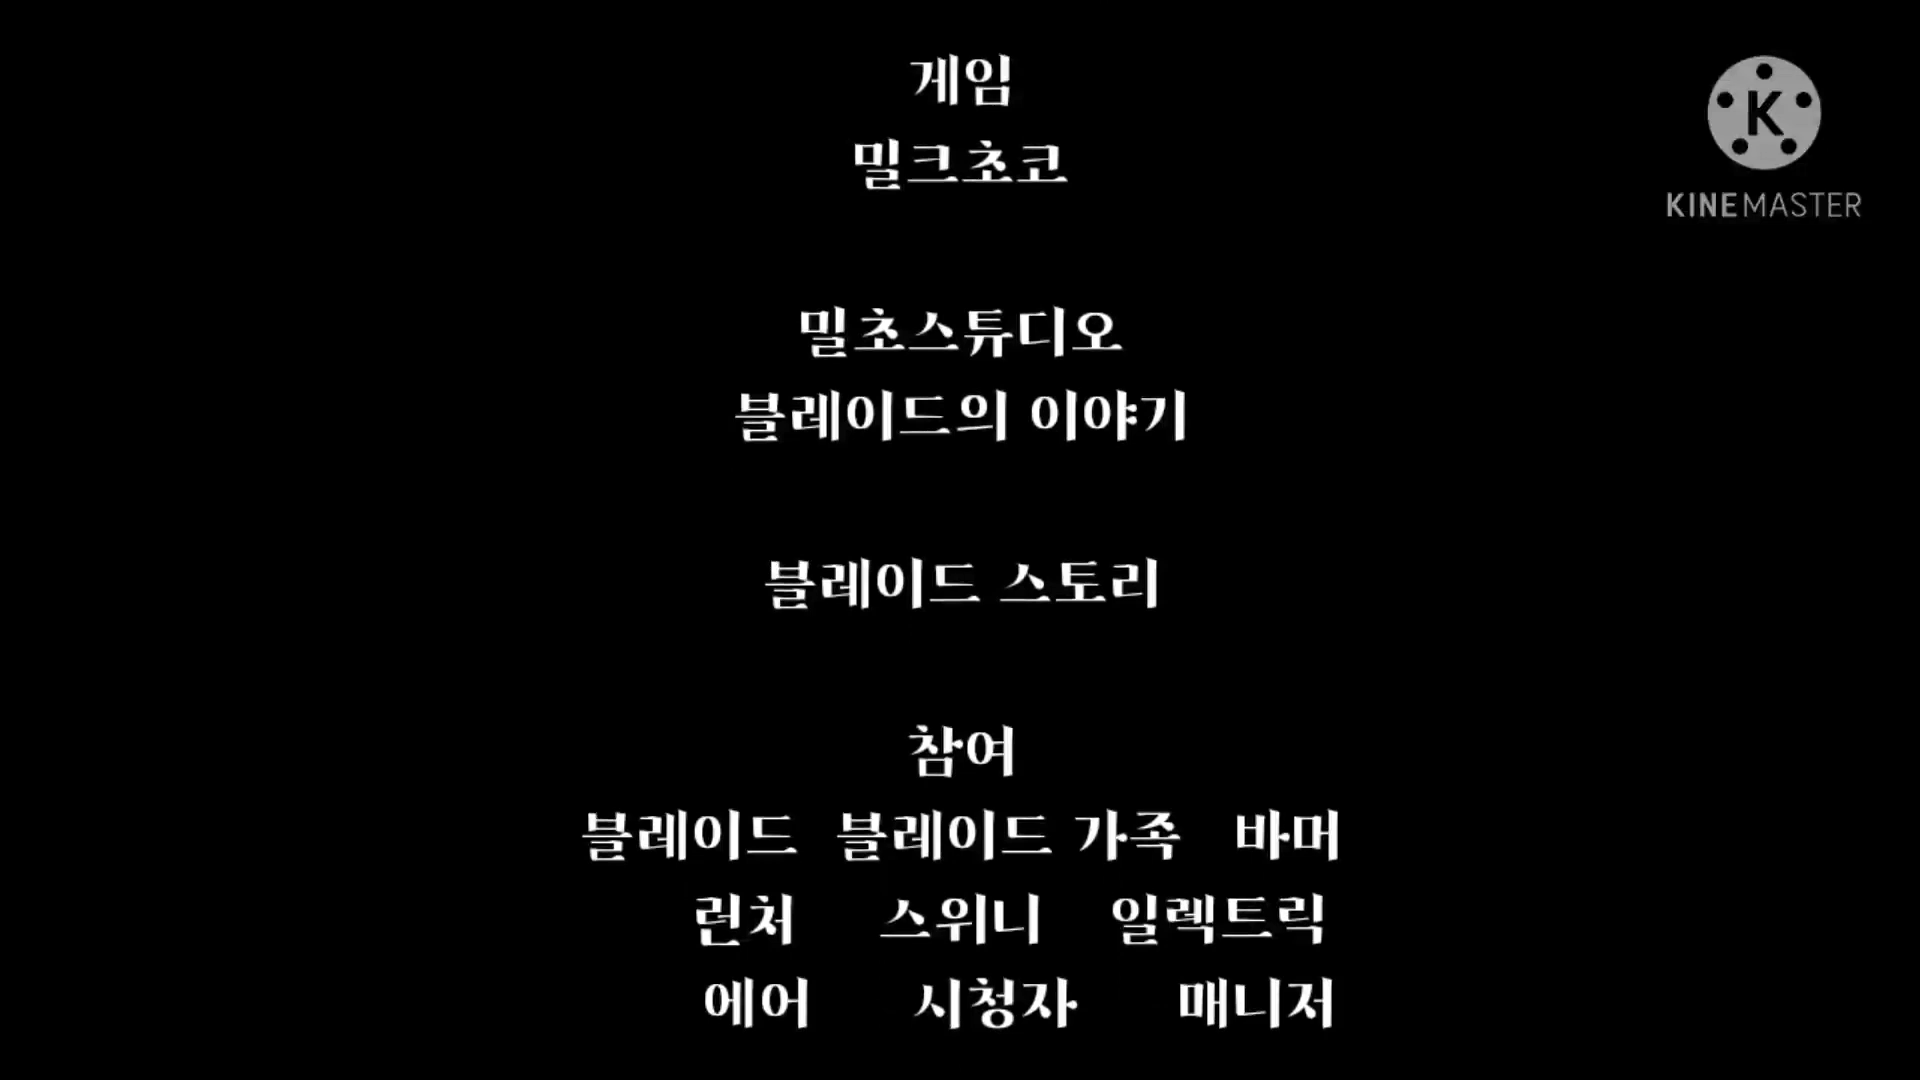 게임
밀크초코
밀초스튜디오
블레이드의 이야기
블레이드 스토리
참여
블레이드 블레이드 가족 바머
런처 스위니 일렉트릭
에어 시청자 매니저
K
KINEMASTER